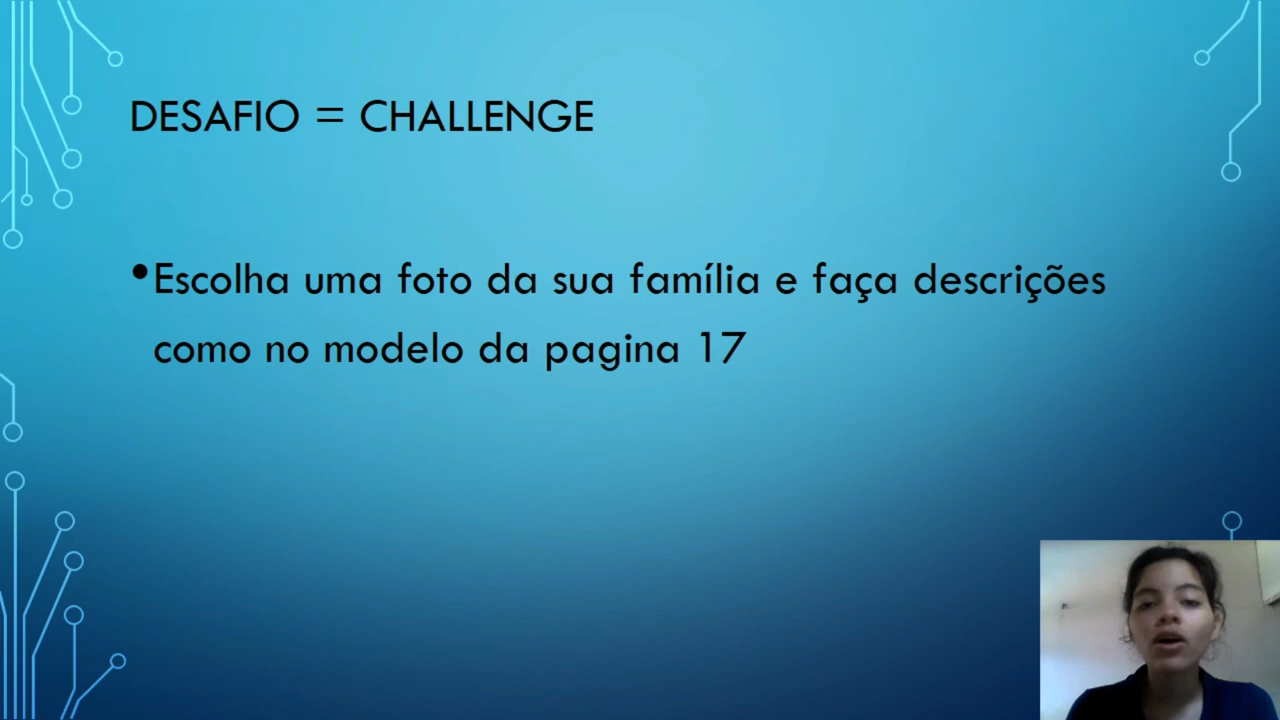 DESAFIO = CHALLENGE
•Escolha uma foto da sua família e faça descrições
como no modelo da pagina 17